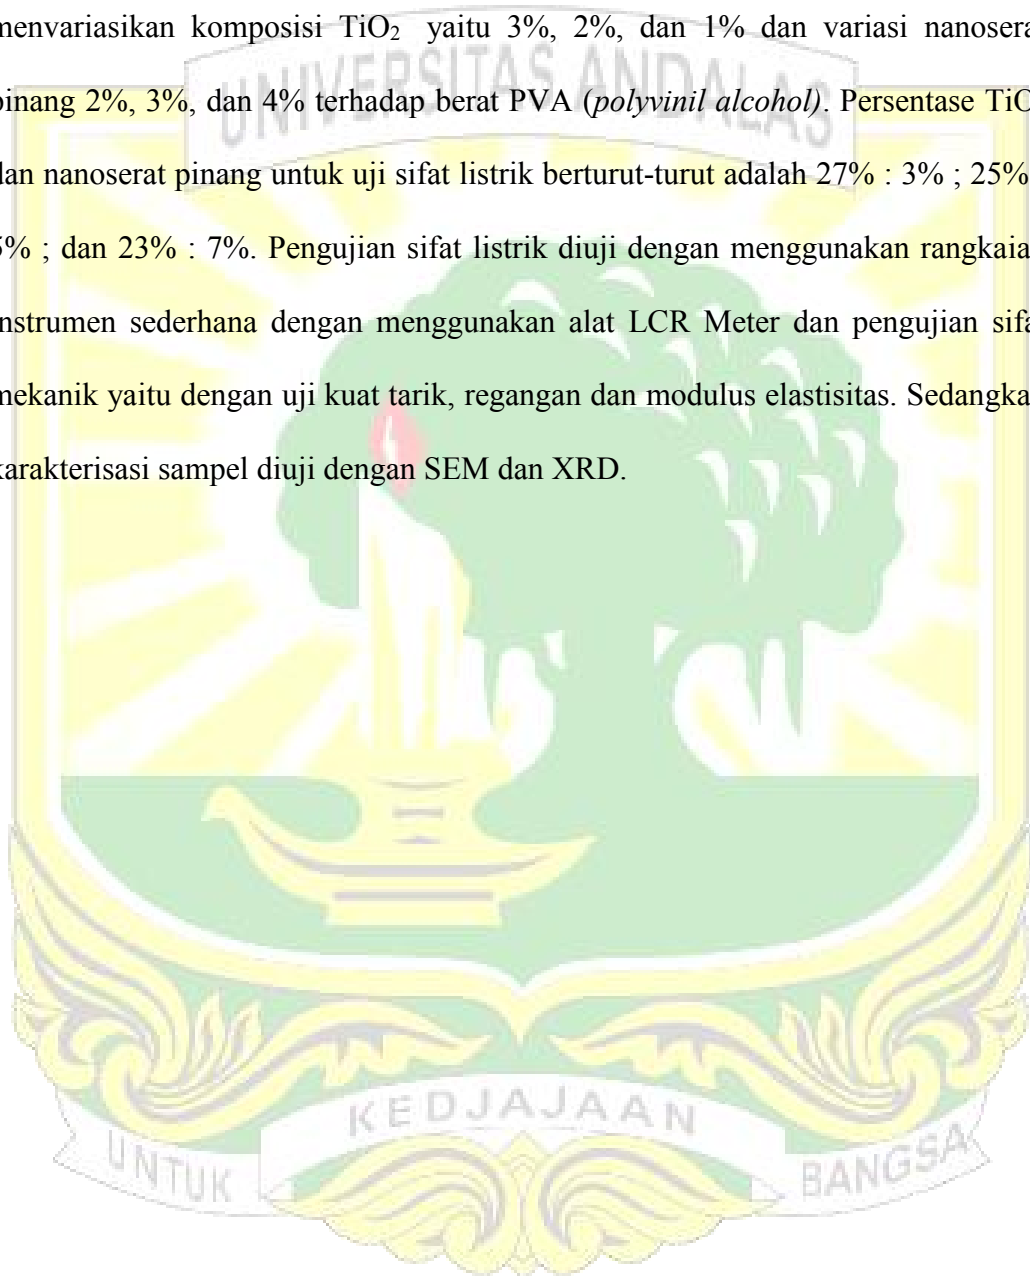 menvariasikan komposisi TiO₂ yaitu 3%, 2%, dan 1% dan variasi nanosera
UNIVERSITAS ANDALAS
pinang 2%, 3%, dan 4% terhadap berat PVA (polyvinil alcohol). Persentase TiO
dan nanoserat pinang untuk uji sifat listrik berturut-turut adalah 27% : 3% ; 25%
5% ; dan 23% : 7%. Pengujian sifat listrik diuji dengan menggunakan rangkaia
instrumen sederhana dengan menggunakan alat LCR Meter dan pengujian sifa
mekanik yaitu dengan uji kuat tarik, regangan dan modulus elastisitas. Sedangka
karakterisasi sampel diuji dengan SEM dan XRD.
UNTUK KEDJAJAAN BANGSA